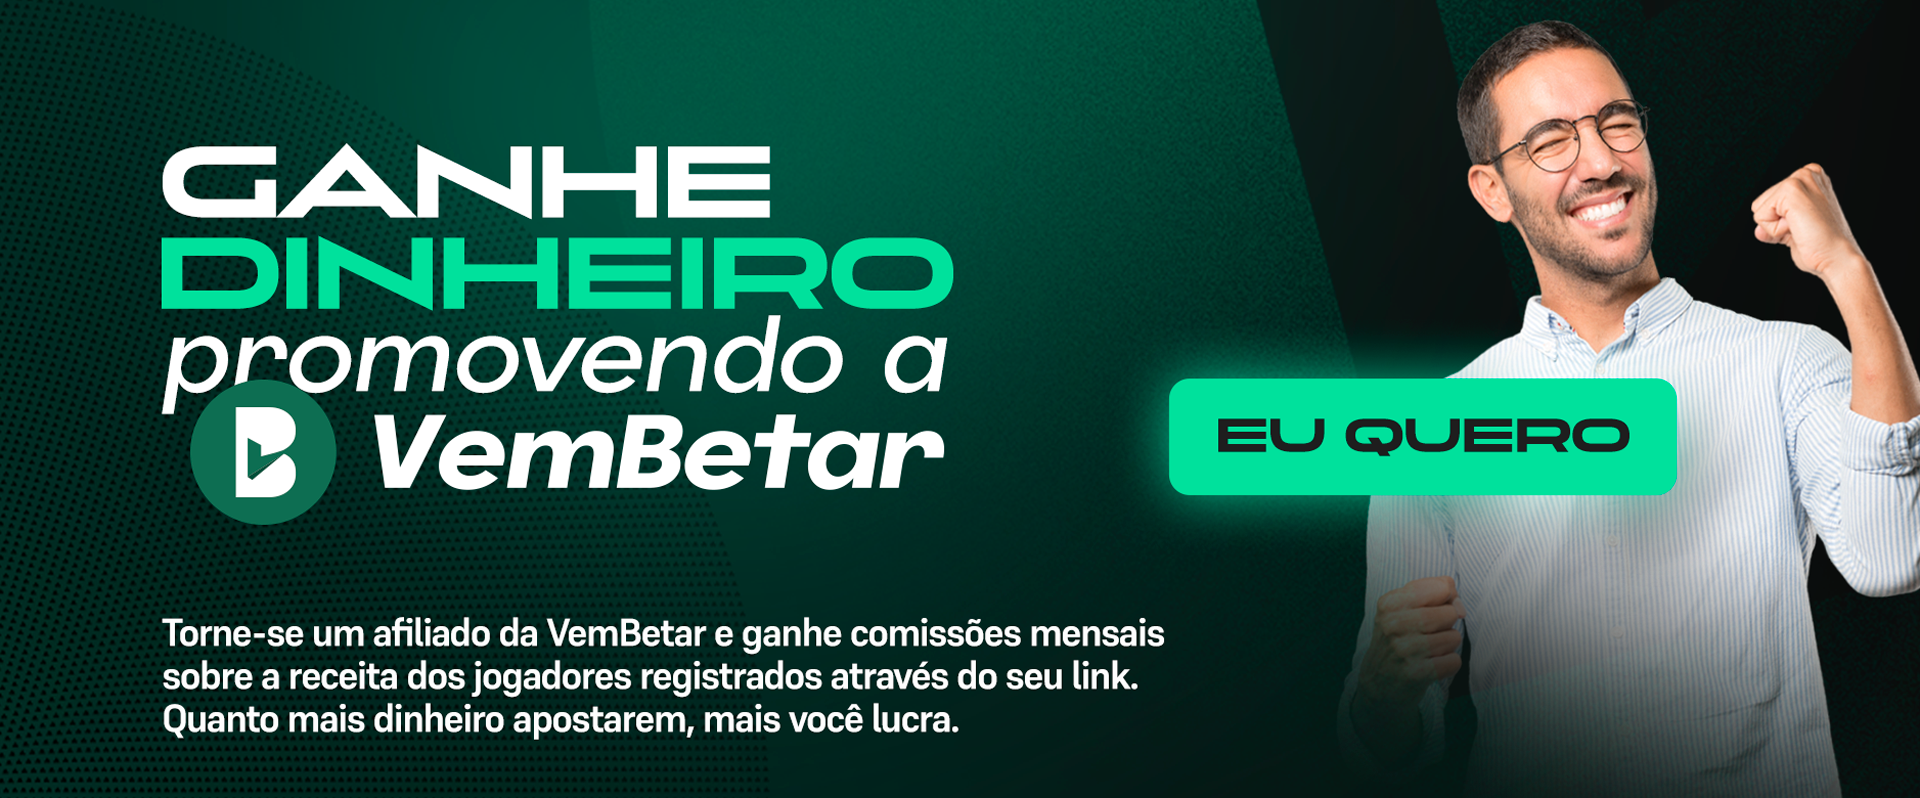 GANHE
DINHEIRO
promovendo a
B VemBetar
EU QUERO
Torne-se um afiliado da VemBetar e ganhe comissões mensais
sobre a receita dos jogadores registrados através do seu link.
Quanto mais dinheiro apostarem, mais você lucra.